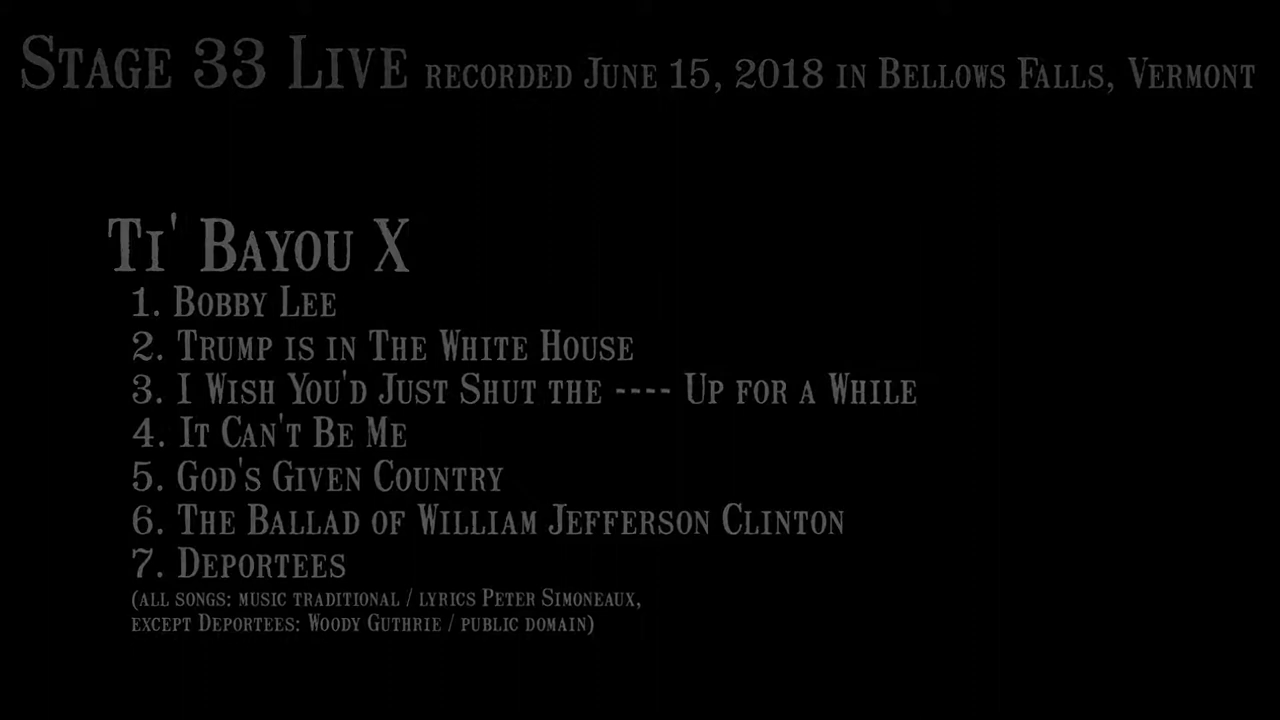 Stage 33 Live recorded June 15, 2018 in Bellows Falls, Vermont
Ti' Bayou X
1. Bobby Lee
2. Trump is in The White House
3. I Wish You'd Just Shut the ---- Up for a While
4. It Can't Be Me
5. God's Given Country
6. The Ballad of William Jefferson Clinton
7. Deportees
(all songs: music traditional / lyrics Peter Simoneaux,
except Deportees: Woody Guthrie / public domain)